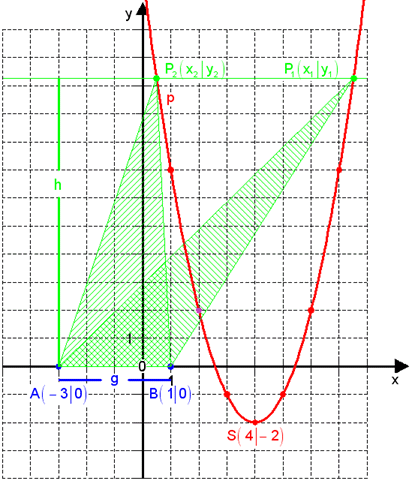 y
P₂(x₂|y₂) P₁(x₁|y₁)
p
h
1
0
x
g 1
A(-3|0) B(1|0)
S(4|-2)